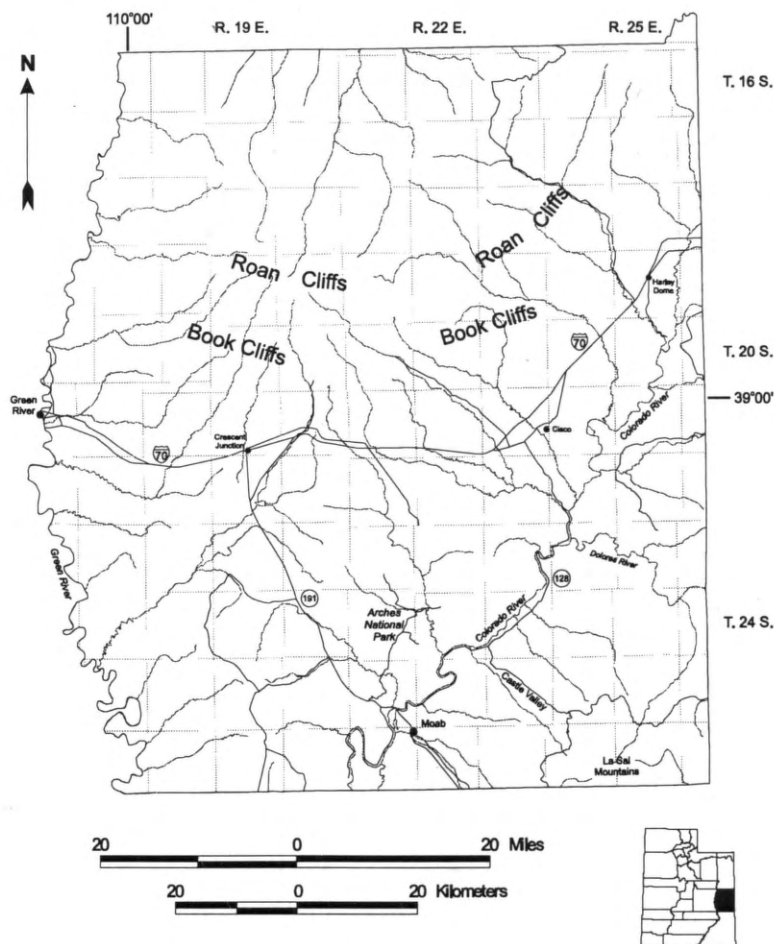 110°00'
R. 19 E.
R. 22 E.
R. 25 E.
N
T. 16 S.
Roan Cliffs
Roan Cliffs
Harley Dome
Book Cliffs
Book Cliffs
70
T. 20 S.
39°00'
Green River
Crescent Junction
Cisco
Colorado River
70
Green River
Dolores River
128
191
Arches National Park
Colorado River
T. 24 S.
Castle Valley
Moab
La Sal Mountains
20 0 20 Miles
20 0 20 Kilometers